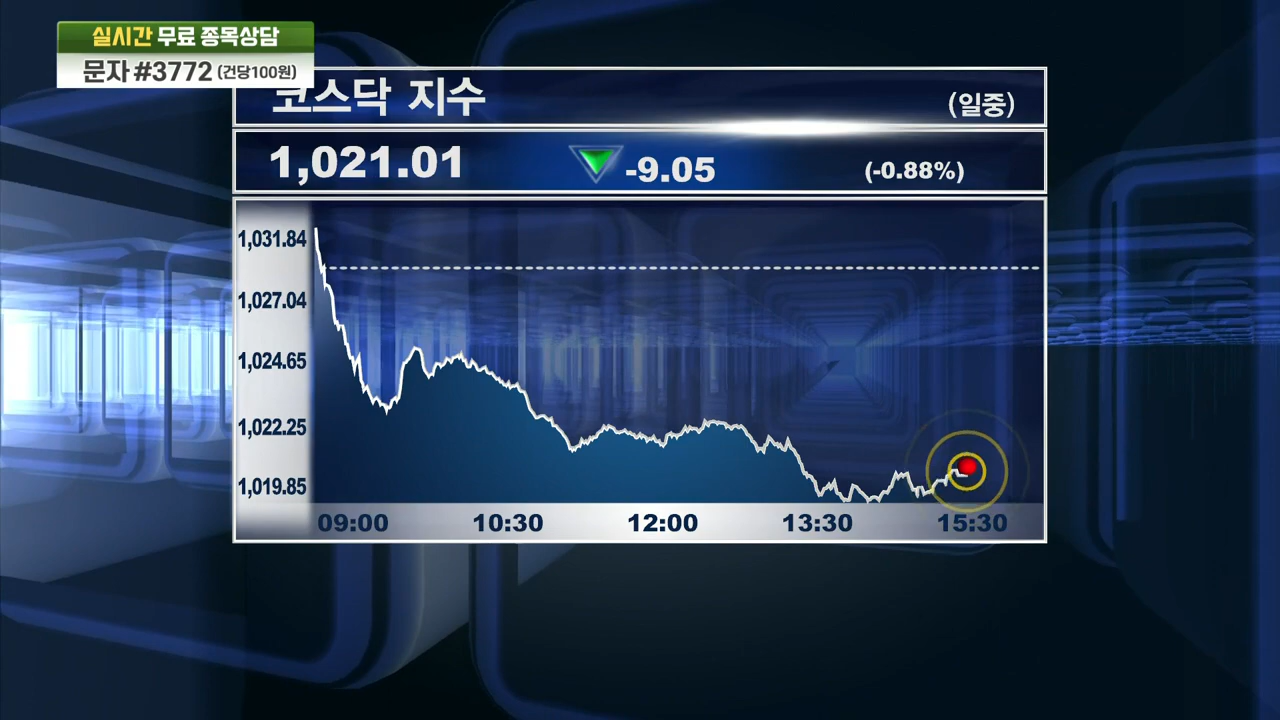 실시간 무료 종목상담
문자 #3772 (건당100원)
코스닥 지수 (일중)
1,021.01 -9.05 (-0.88%)
1,031.84
1,027.04
1,024.65
1,022.25
1,019.85
09:00 10:30 12:00 13:30 15:30